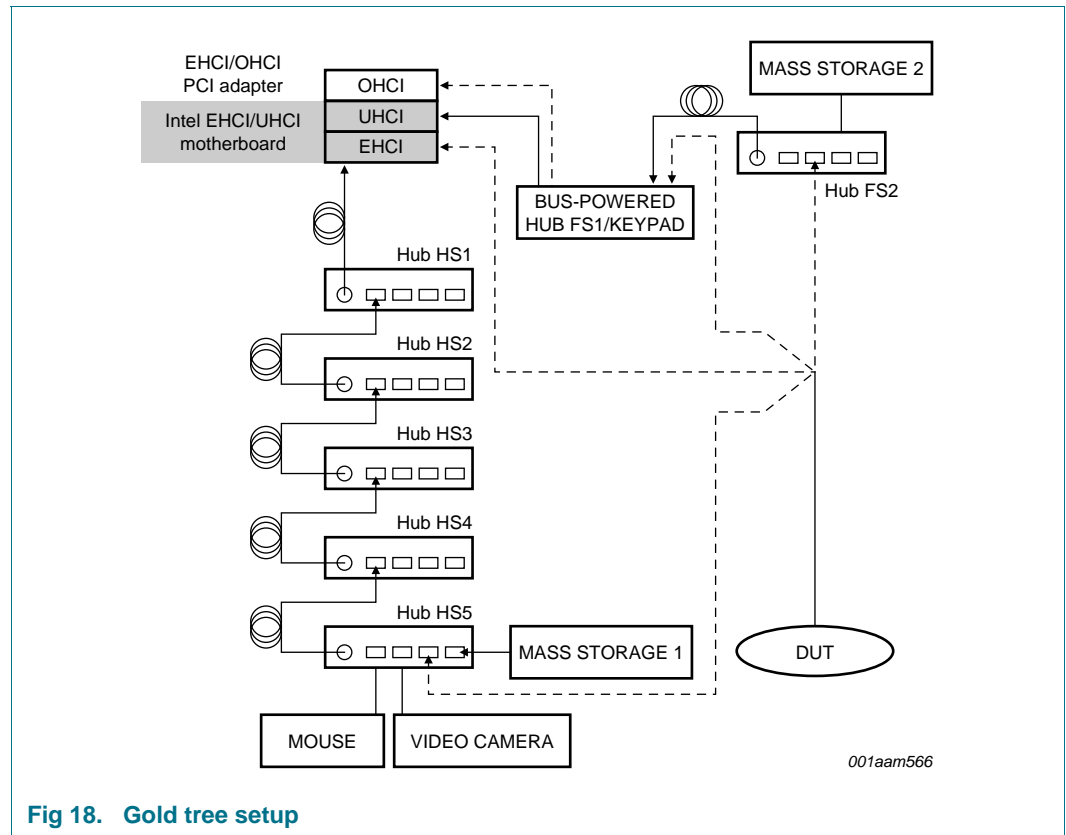 EHCI/OHCI
PCI adapter
Intel EHCI/UHCI
motherboard
OHCI
UHCI
EHCI
MASS STORAGE 2
Hub FS2
BUS-POWERED
HUB FS1/KEYPAD
Hub HS1
Hub HS2
Hub HS3
Hub HS4
Hub HS5
MASS STORAGE 1
DUT
MOUSE
VIDEO CAMERA
001aam566
Fig 18. Gold tree setup